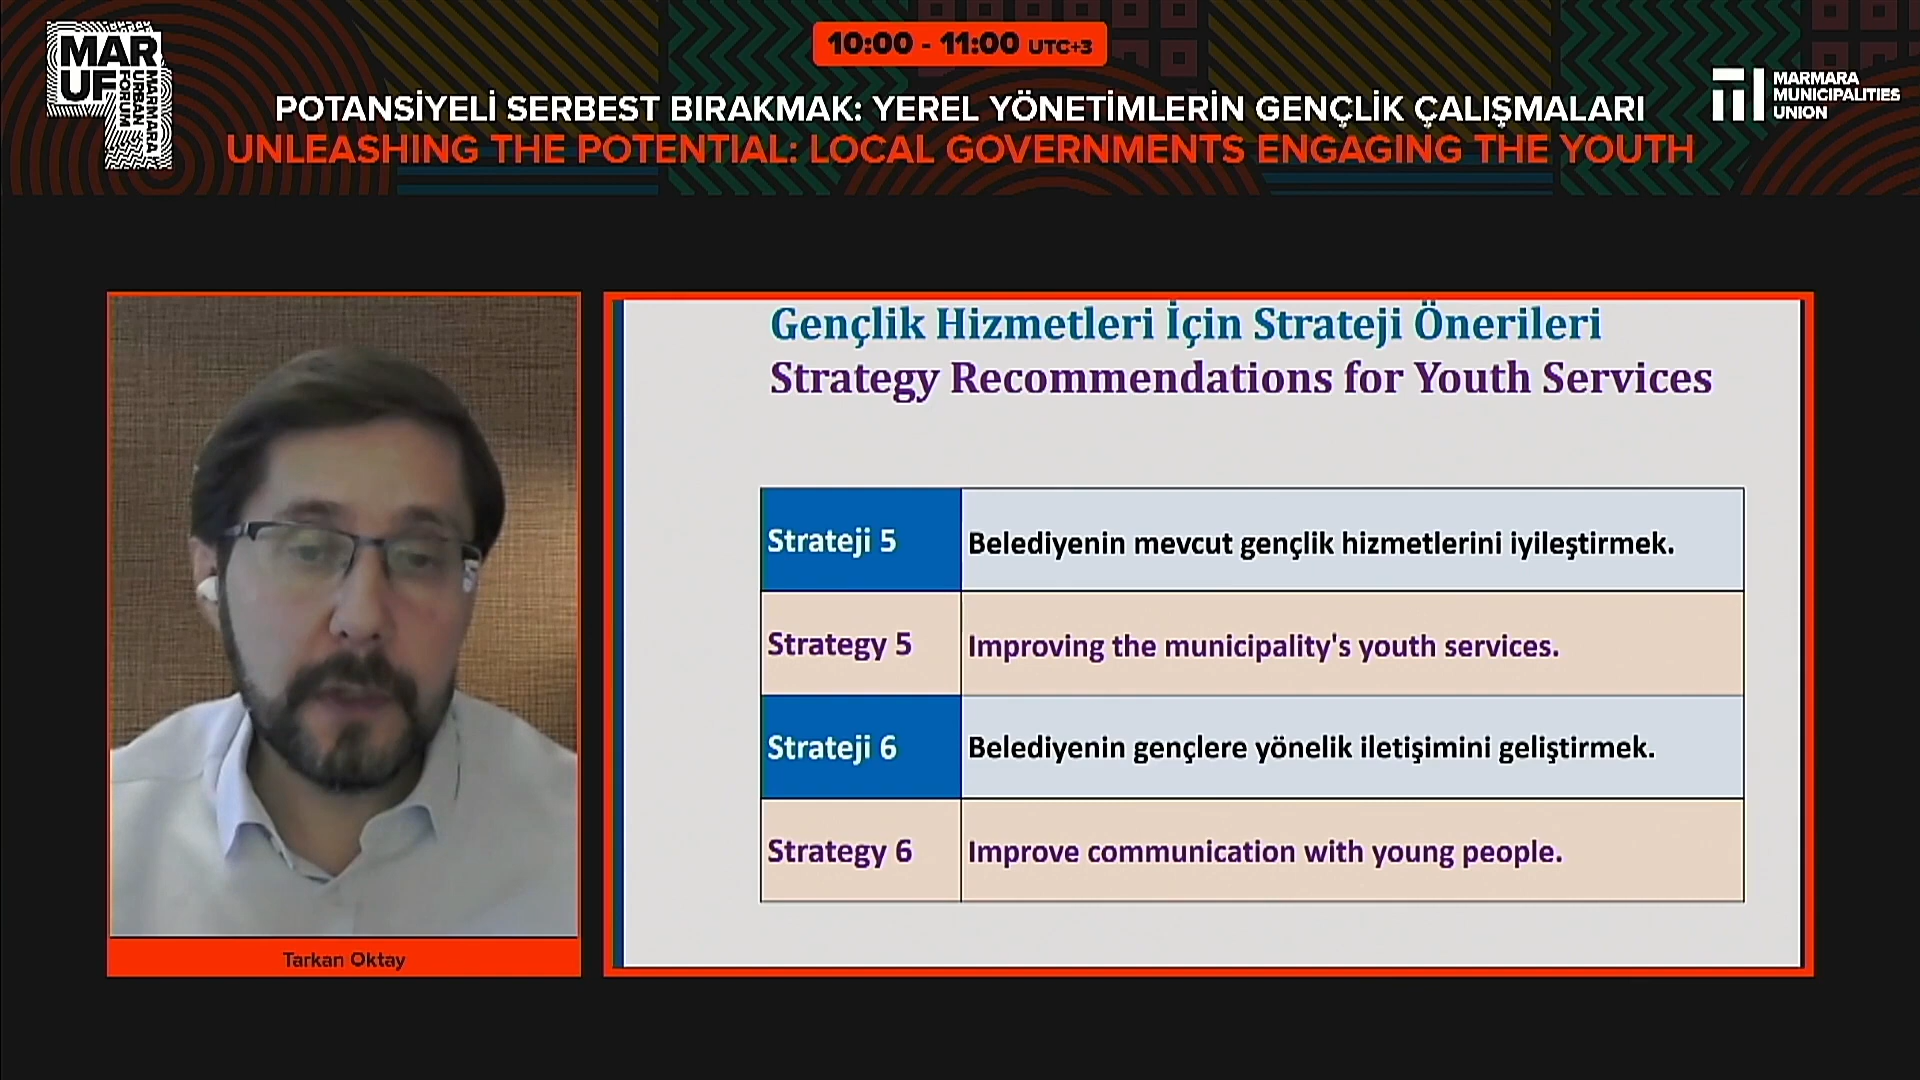 MAR
UF
MARMARA
URBAN
FORUM
10:00 - 11:00 UTC+3
POTANSİYELİ SERBEST BIRAKMAK: YEREL YÖNETİMLERİN GENÇLİK ÇALIŞMALARI
UNLEASHING THE POTENTIAL: LOCAL GOVERNMENTS ENGAGING THE YOUTH
MARMARA
MUNICIPALITIES
UNION
Gençlik Hizmetleri İçin Strateji Önerileri
Strategy Recommendations for Youth Services
Strateji 5 Belediyenin mevcut gençlik hizmetlerini iyileştirmek.
Strategy 5 Improving the municipality's youth services.
Strateji 6 Belediyenin gençlere yönelik iletişimini geliştirmek.
Strategy 6 Improve communication with young people.
Tarkan Oktay